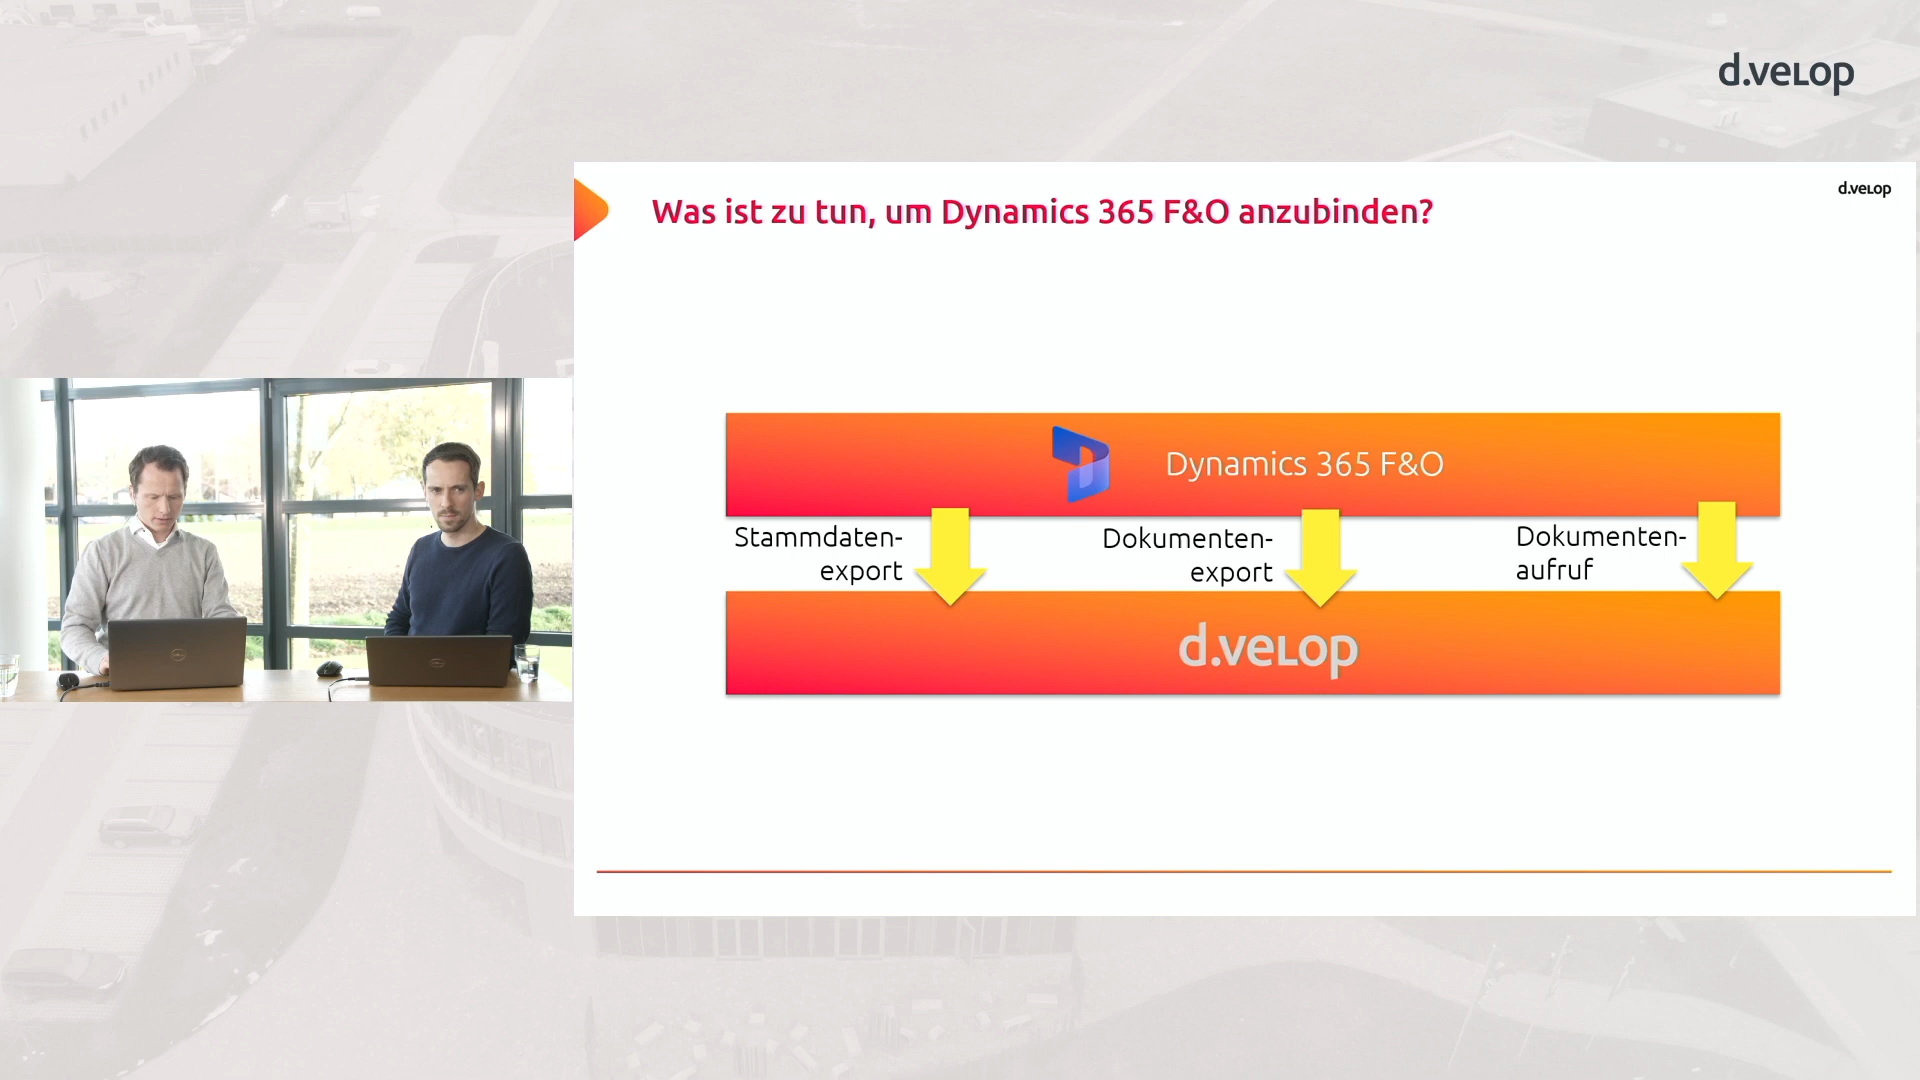 d.velop
d.velop
Was ist zu tun, um Dynamics 365 F&O anzubinden?
Dynamics 365 F&O
Stammdaten-
export
Dokumenten-
export
Dokumenten-
aufruf
d.velop